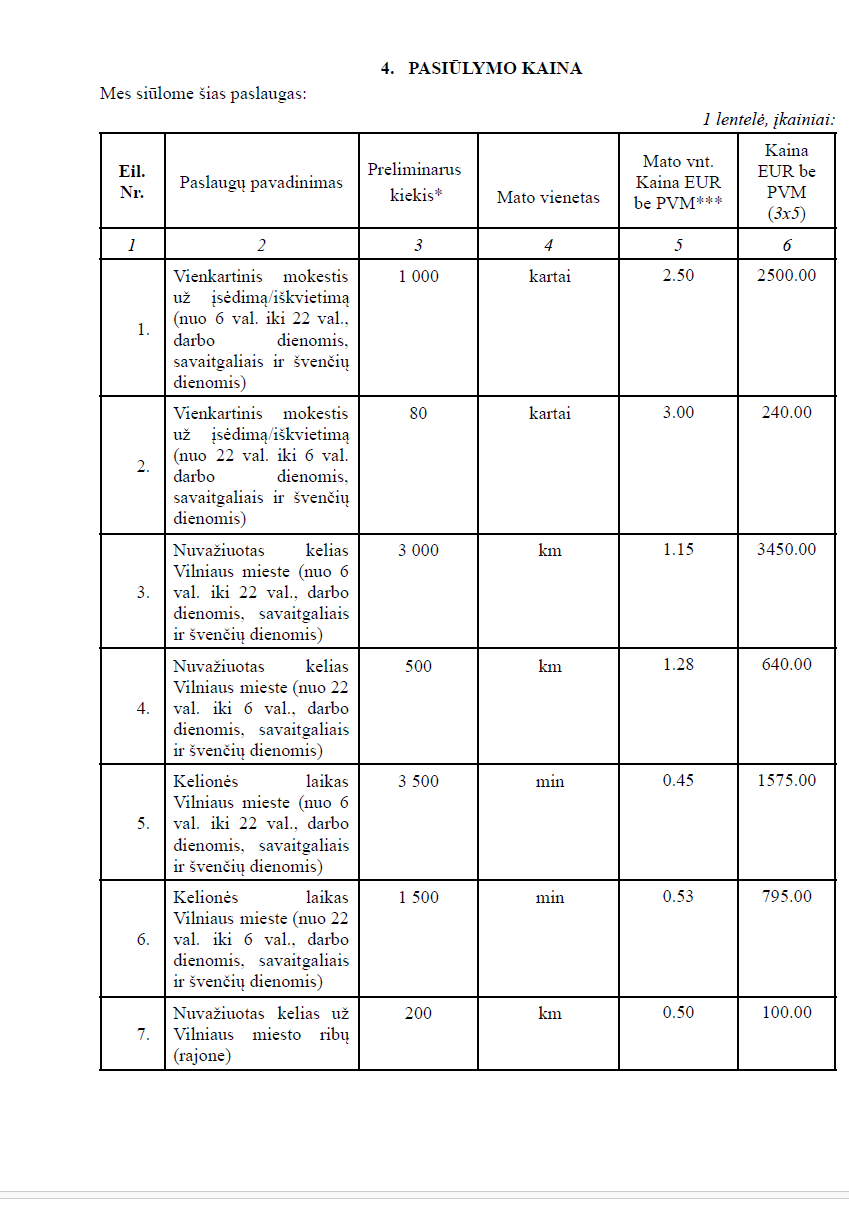 4. PASIŪLYMO KAINA
Mes siūlome šias paslaugas:
1 lentelė, įkainiai:
Eil. Nr. Paslaugų pavadinimas Preliminarus kiekis* Mato vienetas Mato vnt. Kaina EUR be PVM*** Kaina EUR be PVM (3x5)
1 2 3 4 5 6
1. Vienkartinis mokestis 1 000 kartai 2.50 2500.00
už įsėdimą/iškvietimą
(nuo 6 val. iki 22 val.,
darbo dienomis,
savaitgaliais ir švenčių
dienomis)
2. Vienkartinis mokestis 80 kartai 3.00 240.00
už įsėdimą/iškvietimą
(nuo 22 val. iki 6 val.
darbo dienomis,
savaitgaliais ir švenčių
dienomis)
3. Nuvažiuotas kelias 3 000 km 1.15 3450.00
Vilniaus mieste (nuo 6
val. iki 22 val., darbo
dienomis, savaitgaliais
ir švenčių dienomis)
4. Nuvažiuotas kelias 500 km 1.28 640.00
Vilniaus mieste (nuo 22
val. iki 6 val., darbo
dienomis, savaitgaliais
ir švenčių dienomis)
5. Kelionės laikas 3 500 min 0.45 1575.00
Vilniaus mieste (nuo 6
val. iki 22 val., darbo
dienomis, savaitgaliais
ir švenčių dienomis)
6. Kelionės laikas 1 500 min 0.53 795.00
Vilniaus mieste (nuo 22
val. iki 6 val., darbo
dienomis, savaitgaliais
ir švenčių dienomis)
7. Nuvažiuotas kelias už 200 km 0.50 100.00
Vilniaus miesto ribų
(rajone)